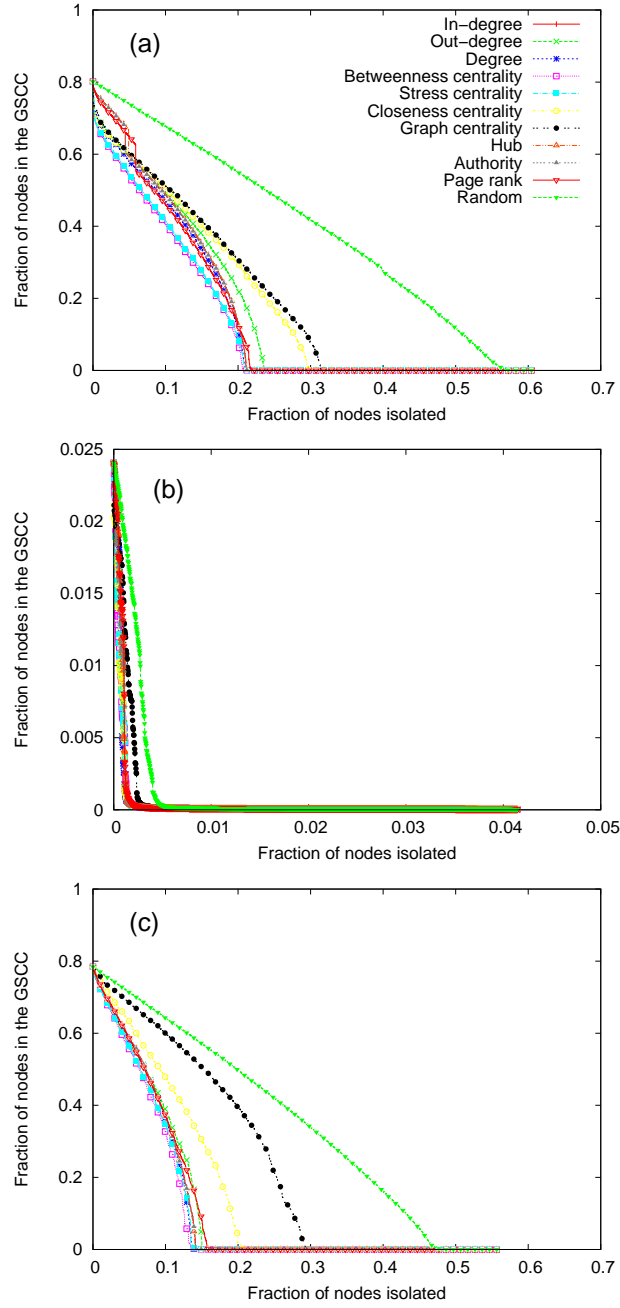 (a)
In-degree
Out-degree
Degree
Betweenness centrality
Stress centrality
Closeness centrality
Graph centrality
Hub
Authority
Page rank
Random
Fraction of nodes in the GSCC
1
0.8
0.6
0.4
0.2
0
0 0.1 0.2 0.3 0.4 0.5 0.6 0.7
Fraction of nodes isolated
(b)
Fraction of nodes in the GSCC
0.025
0.02
0.015
0.01
0.005
0
0 0.01 0.02 0.03 0.04 0.05
Fraction of nodes isolated
(c)
Fraction of nodes in the GSCC
1
0.8
0.6
0.4
0.2
0
0 0.1 0.2 0.3 0.4 0.5 0.6 0.7
Fraction of nodes isolated